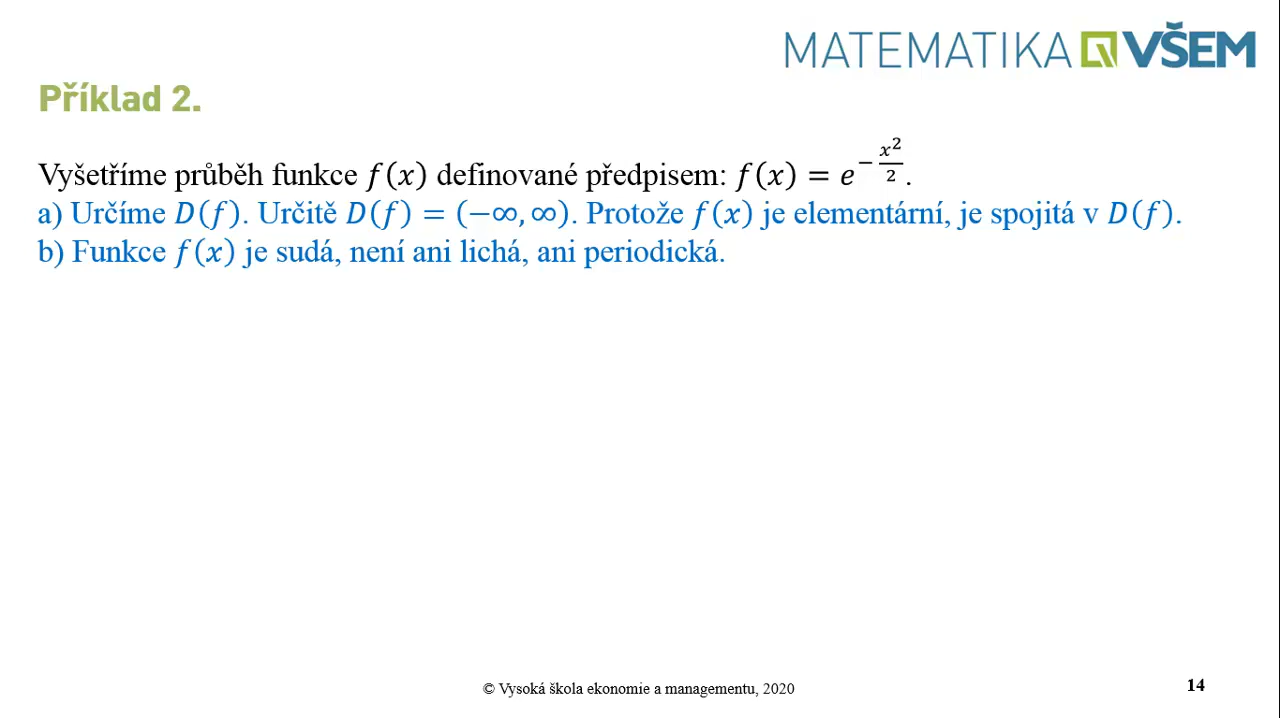 MATEMATIKA VŠEM
Příklad 2.
Vyšetříme průběh funkce f(x) definované předpisem: f(x) = e^{-\frac{x^2}{2}}.
a) Určíme D(f). Určitě D(f) = (−∞, ∞). Protože f(x) je elementární, je spojitá v D(f).
b) Funkce f(x) je sudá, není ani lichá, ani periodická.
© Vysoká škola ekonomie a managementu, 2020
14